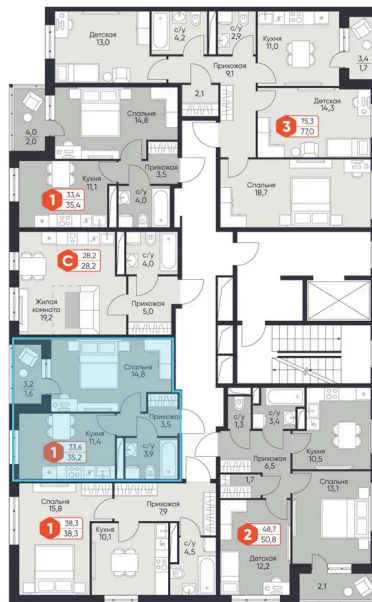 Детская
13,0
с/у
4,2
с/у
2,9
Кухня
11,0
3,4
1,7
Прихожая
9,1
2,1
Спальня
14,8
4,0
2,0
Детская
14,3
3
75,3
77,0
Кухня
11,1
Прихожая
3,5
1
33,4
35,4
с/у
4,0
Спальня
18,7
С
28,2
28,2
с/у
4,0
Жилая
комната
19,2
Прихожая
5,0
Спальня
14,8
3,2
1,6
Прихожая
3,5
Кухня
11,4
1
33,6
35,2
с/у
3,9
с/у
1,3
с/у
3,4
Кухня
10,5
Прихожая
6,5
1,7
Спальня
13,1
Спальня
15,8
Прихожая
7,9
1
38,3
38,3
Кухня
10,1
с/у
4,5
2
48,7
50,8
Детская
12,2
2,1